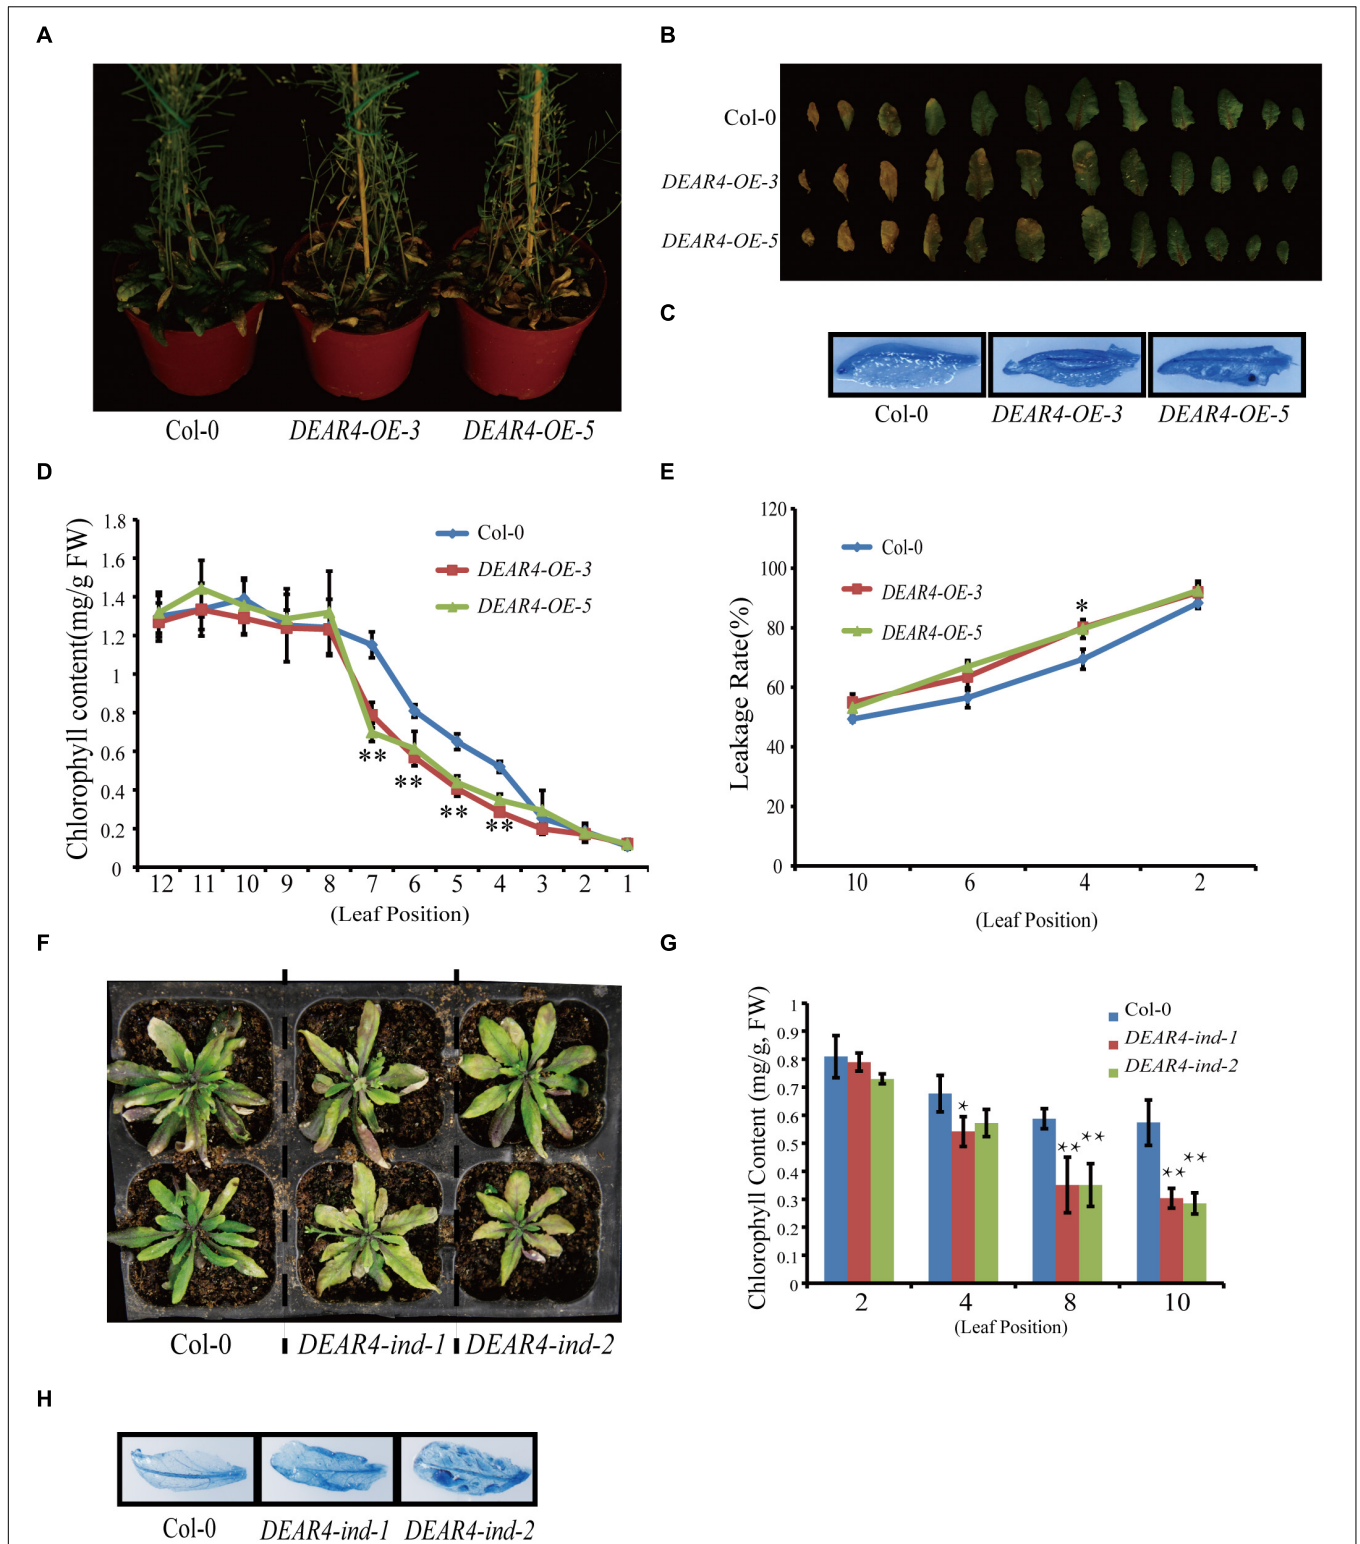 A
Col-0
DEAR4-OE-3
DEAR4-OE-5
B
Col-0
DEAR4-OE-3
DEAR4-OE-5
C
Col-0
DEAR4-OE-3
DEAR4-OE-5
D
Chlorophyll content(mg/g FW)
1.8
1.6
1.4
1.2
1
0.8
0.6
0.4
0.2
0
Col-0
DEAR4-OE-3
DEAR4-OE-5
**
**
**
**
12 11 10 9 8 7 6 5 4 3 2 1
(Leaf Position)
E
Leakage Rate(%)
120
100
80
60
40
20
0
Col-0
DEAR4-OE-3
DEAR4-OE-5
*
10 6 4 2
(Leaf Position)
F
Col-0
DEAR4-ind-1
DEAR4-ind-2
G
Chlorophyll Content (mg/g, FW)
1
0.9
0.8
0.7
0.6
0.5
0.4
0.3
0.2
0.1
0
Col-0
DEAR4-ind-1
DEAR4-ind-2
*
** **
** **
2 4 8 10
(Leaf Position)
H
Col-0
DEAR4-ind-1
DEAR4-ind-2